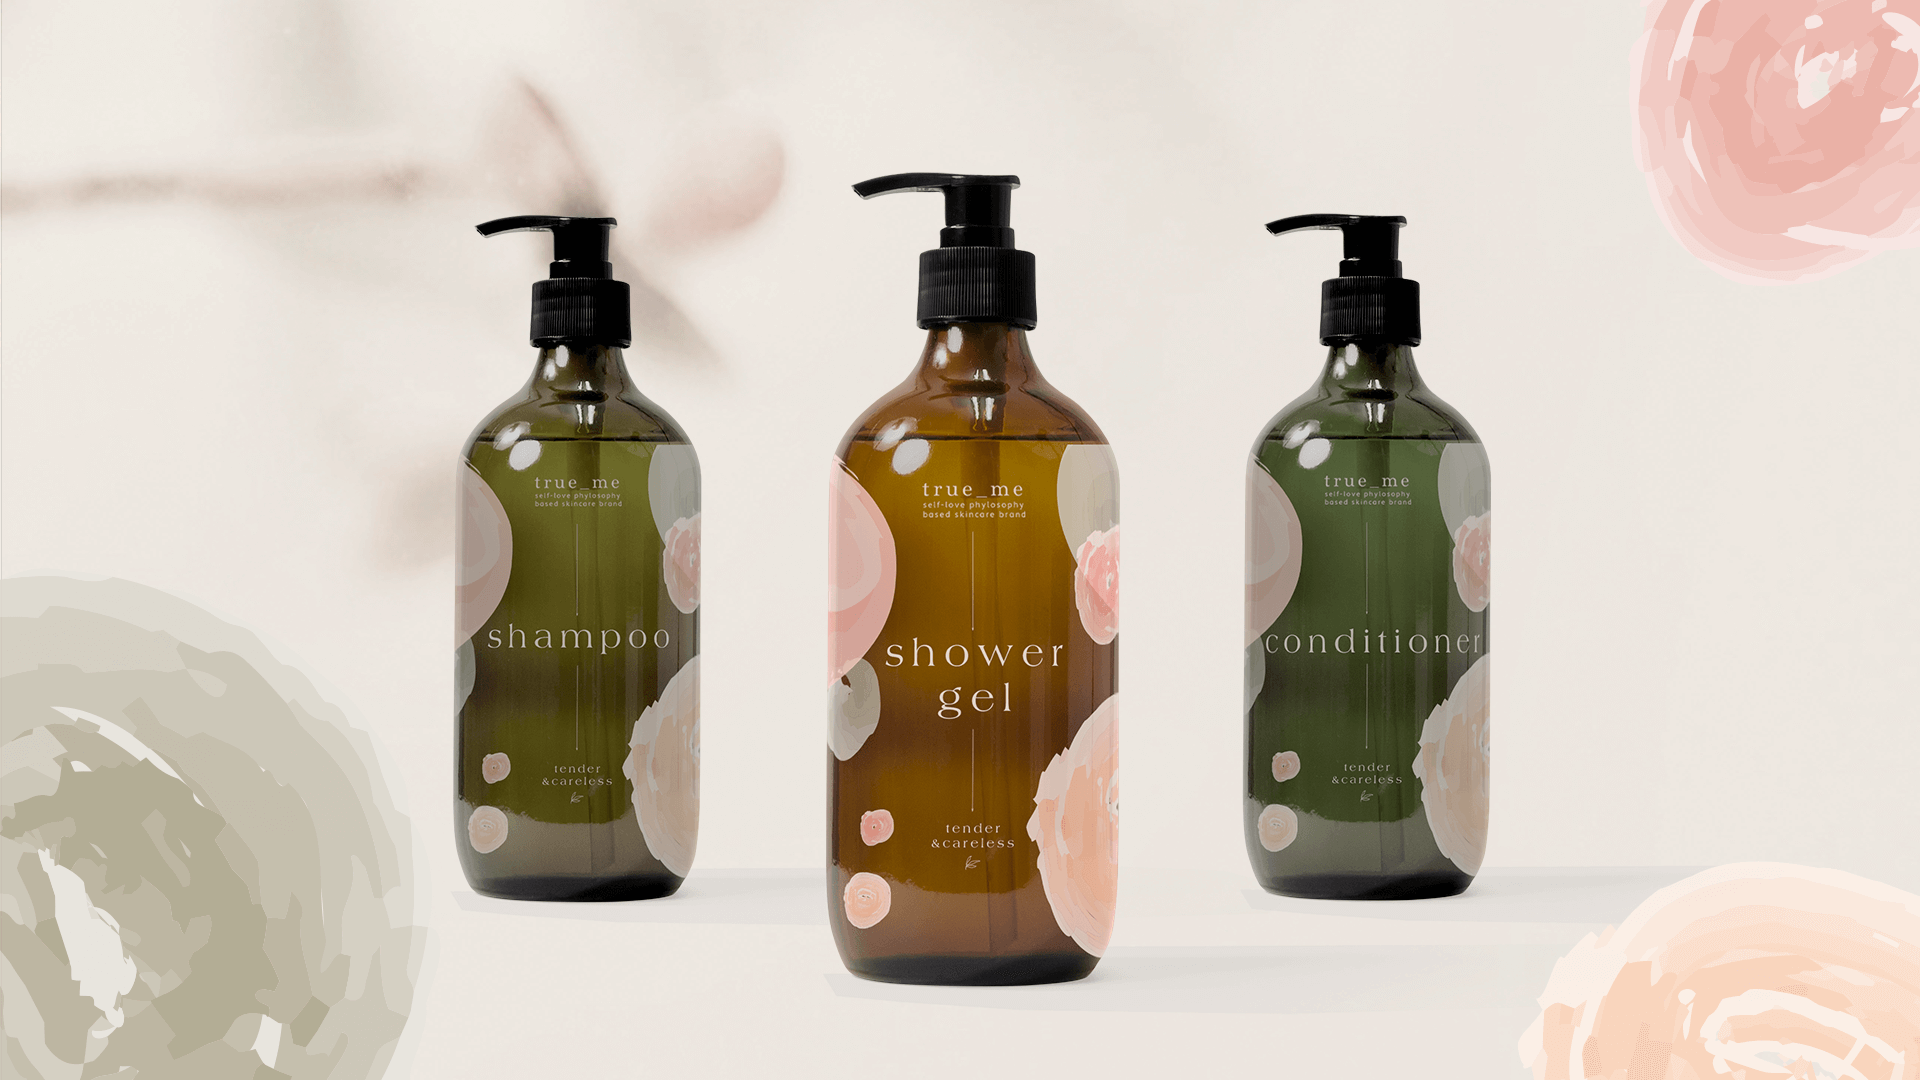 true_me
self-love phylosophy
based skincare brand
shampoo
tender
&careless
true_me
self-love phylosophy
based skincare brand
shower
gel
tender
&careless
true_me
self-love phylosophy
based skincare brand
conditioner
tender
&careless